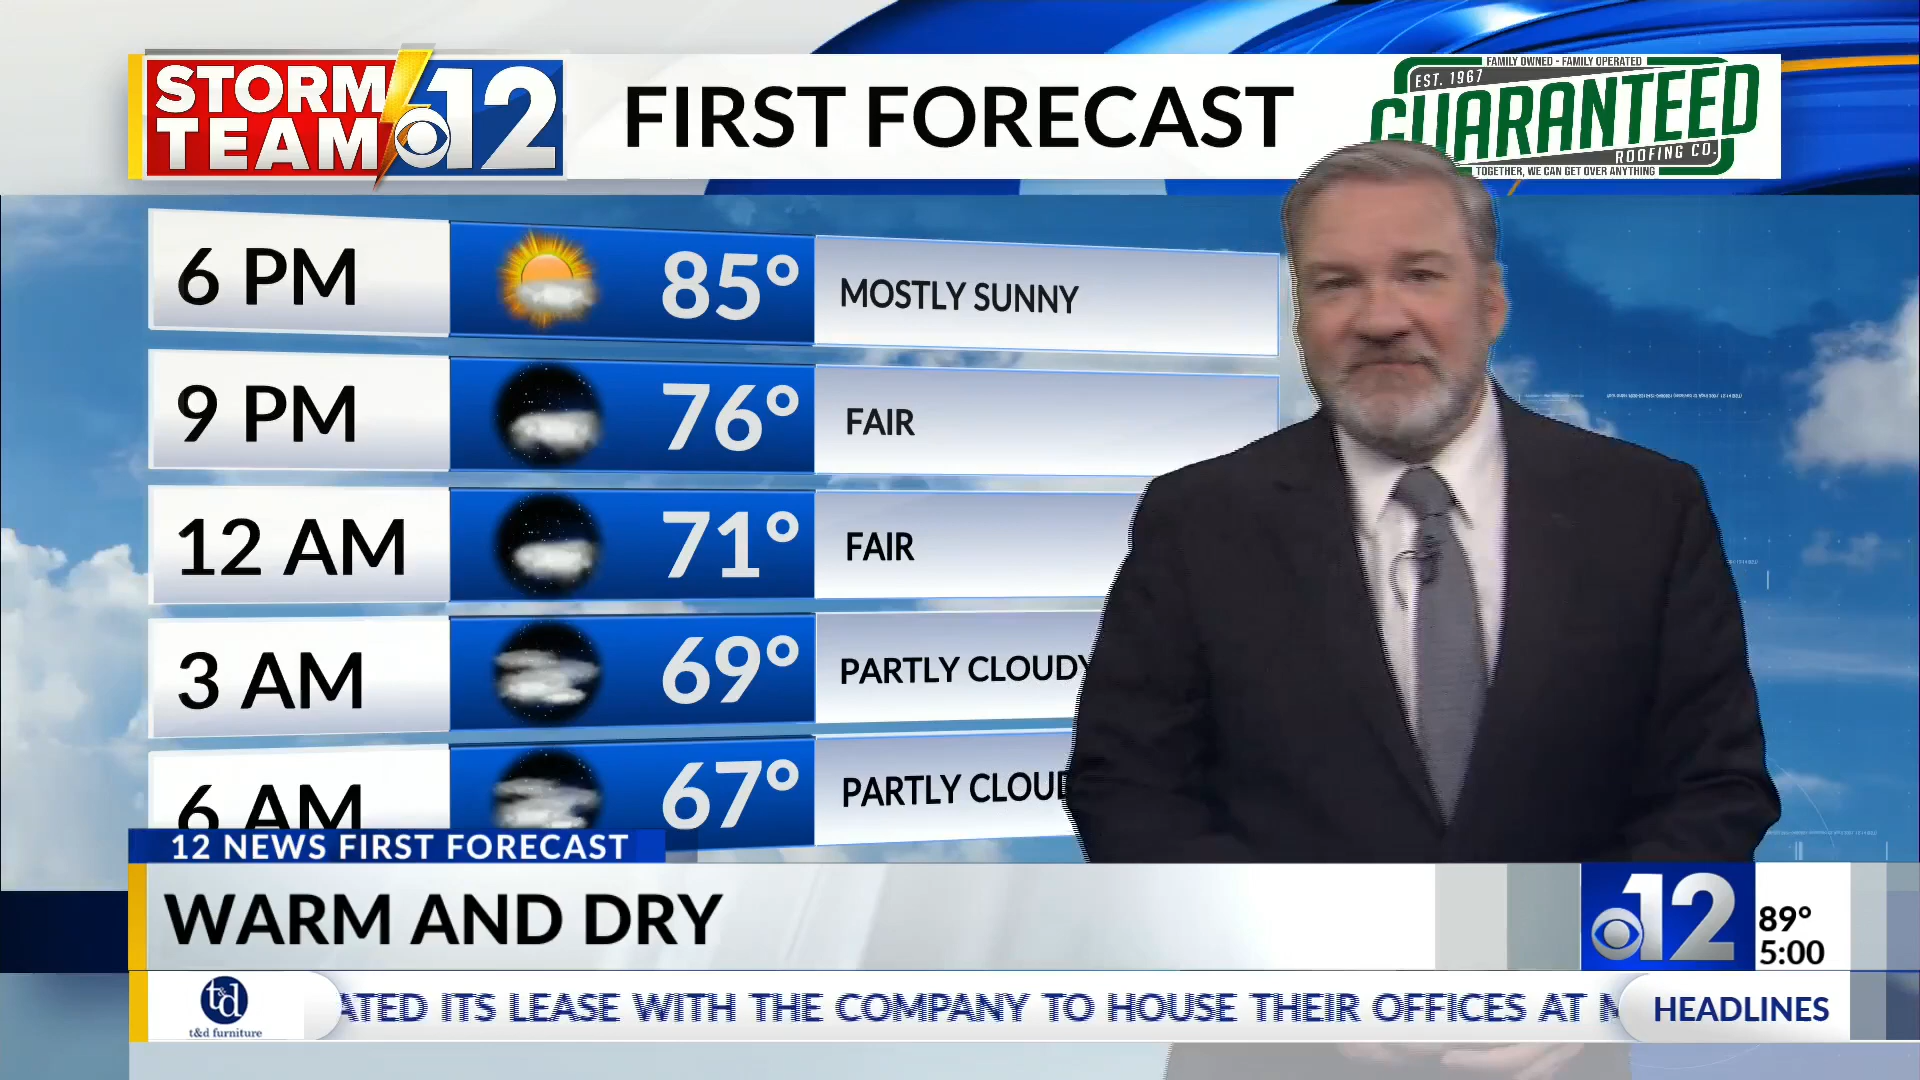 STORM TEAM 12
FIRST FORECAST
FAMILY OWNED - FAMILY OPERATED
EST. 1967
GUARANTEED
ROOFING CO.
TOGETHER, WE CAN GET OVER ANYTHING
6 PM 85° MOSTLY SUNNY
9 PM 76° FAIR
12 AM 71° FAIR
3 AM 69° PARTLY CLOUDY
6 AM 67° PARTLY CLOUD
12 NEWS FIRST FORECAST
WARM AND DRY
12
89°
5:00
t&d
t&d furniture
ATED ITS LEASE WITH THE COMPANY TO HOUSE THEIR OFFICES AT M
HEADLINES